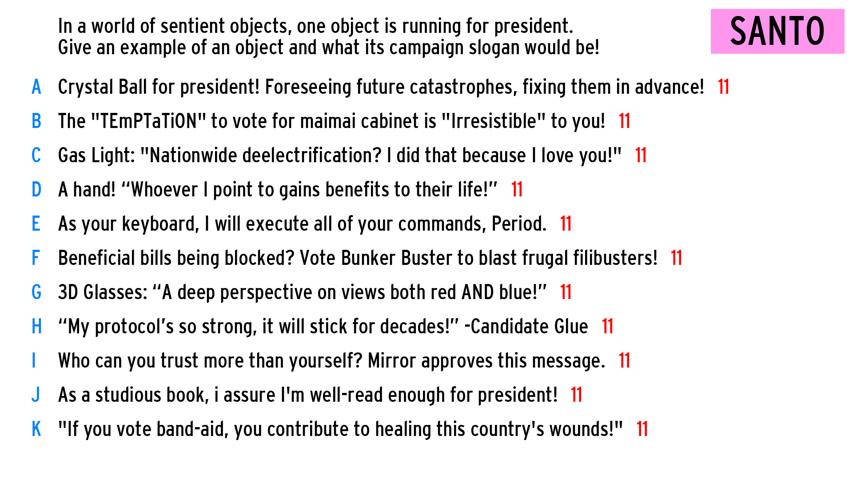 In a world of sentient objects, one object is running for president.
Give an example of an object and what its campaign slogan would be!
SANTO
A Crystal Ball for president! Foreseeing future catastrophes, fixing them in advance! 11
B The "TEmPTaTiON" to vote for maimai cabinet is "Irresistible" to you! 11
C Gas Light: "Nationwide deelectrification? I did that because I love you!" 11
D A hand! “Whoever I point to gains benefits to their life!” 11
E As your keyboard, I will execute all of your commands, Period. 11
F Beneficial bills being blocked? Vote Bunker Buster to blast frugal filibusters! 11
G 3D Glasses: “A deep perspective on views both red AND blue!” 11
H “My protocol’s so strong, it will stick for decades!” -Candidate Glue 11
I Who can you trust more than yourself? Mirror approves this message. 11
J As a studious book, i assure I'm well-read enough for president! 11
K "If you vote band-aid, you contribute to healing this country's wounds!" 11